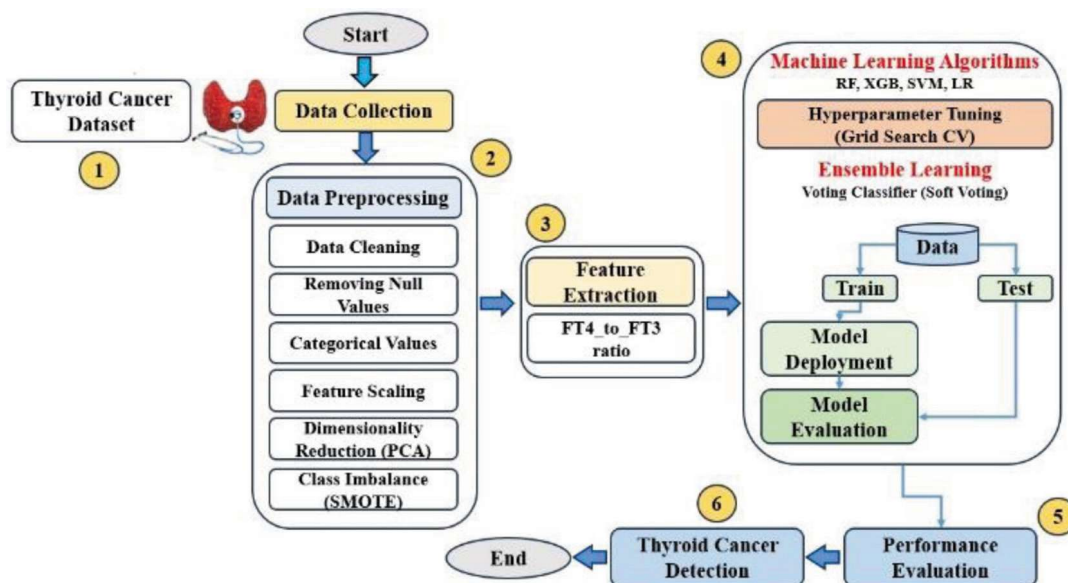 Start
Thyroid Cancer
Dataset
1
Data Collection
2
Data Preprocessing
Data Cleaning
Removing Null
Values
Categorical Values
Feature Scaling
Dimensionality
Reduction (PCA)
Class Imbalance
(SMOTE)
3
Feature
Extraction
FT4_to_FT3
ratio
4
Machine Learning Algorithms
RF, XGB, SVM, LR
Hyperparameter Tuning
(Grid Search CV)
Ensemble Learning
Voting Classifier (Soft Voting)
Data
Train
Test
Model
Deployment
Model
Evaluation
5
Performance
Evaluation
6
Thyroid Cancer
Detection
End